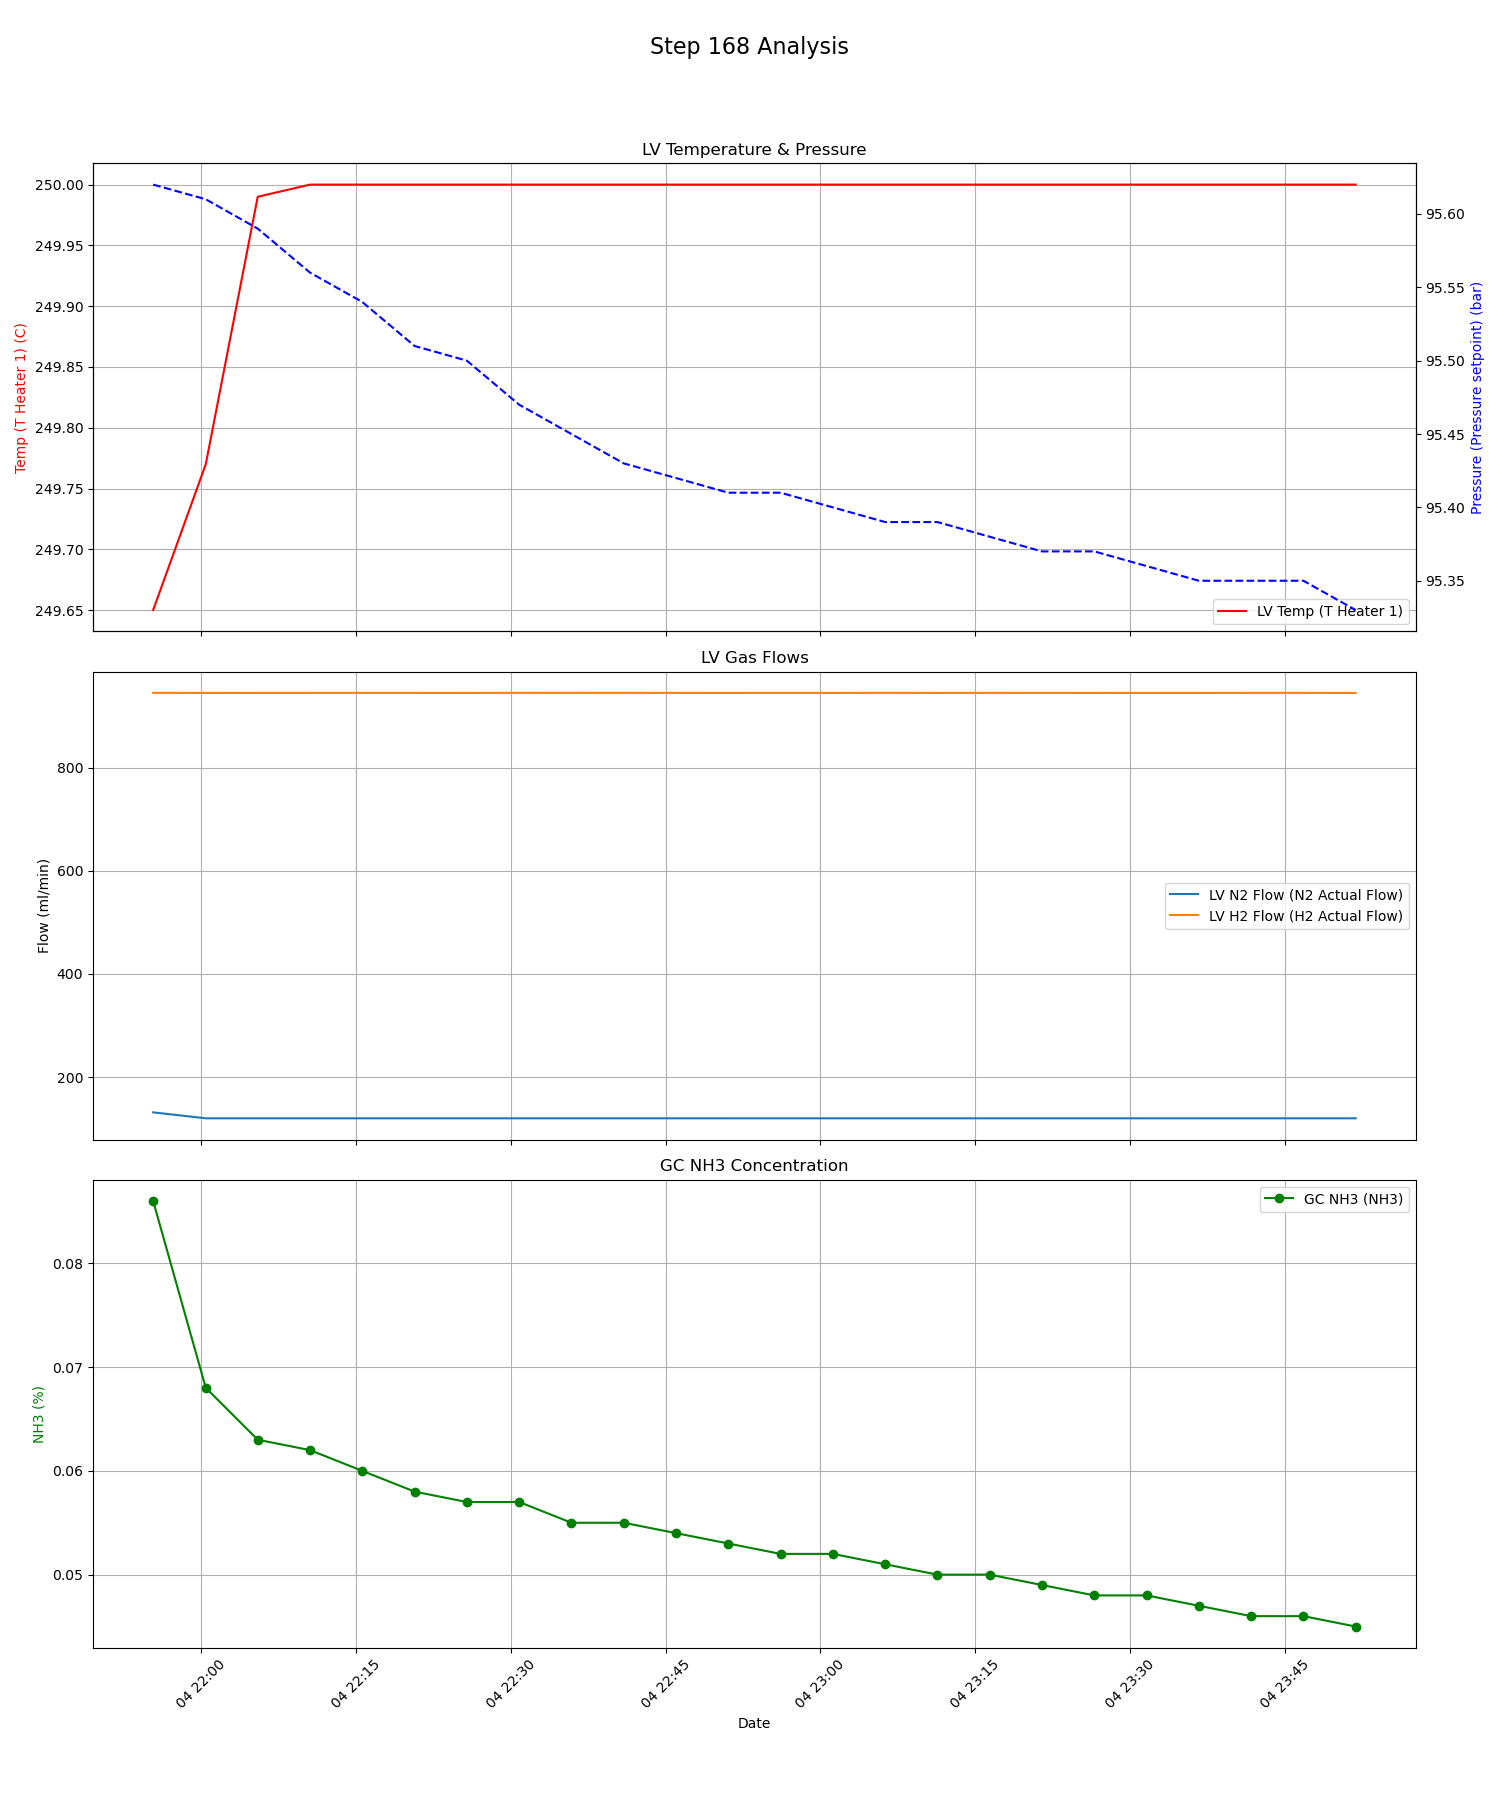 Step 168 Analysis
LV Temperature & Pressure
250.00
249.95
249.90
249.85
249.80
249.75
249.70
249.65
Temp (T Heater 1) (C)
95.60
95.55
95.50
95.45
95.40
95.35
Pressure (Pressure setpoint) (bar)
LV Temp (T Heater 1)
LV Gas Flows
800
600
400
200
Flow (ml/min)
LV N2 Flow (N2 Actual Flow)
LV H2 Flow (H2 Actual Flow)
GC NH3 Concentration
0.08
0.07
0.06
0.05
NH3 (%)
GC NH3 (NH3)
04 22:00
04 22:15
04 22:30
04 22:45
04 23:00
04 23:15
04 23:30
04 23:45
Date